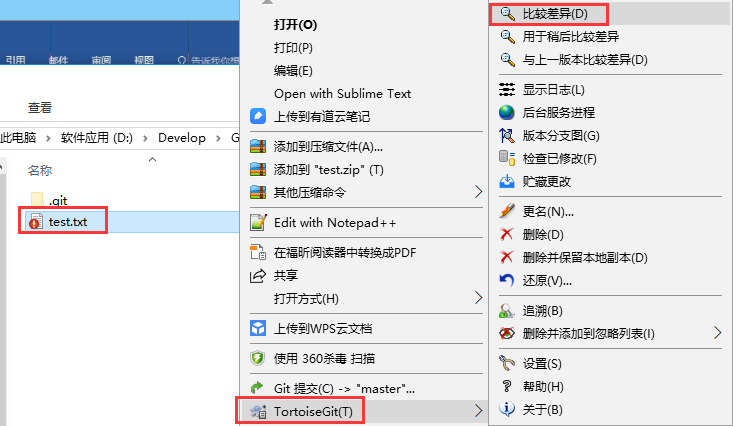 引用 邮件 审阅 视图 告诉我你想
查看
此电脑 软件应用 (D:) Develop G
名称
.git
test.txt
打开(O)
打印(P)
编辑(E)
Open with Sublime Text
上传到有道云笔记
添加到压缩文件(A)...
添加到 "test.zip" (T)
其他压缩命令
Edit with Notepad++
在福昕阅读器中转换成PDF
共享
打开方式(H)
上传到WPS云文档
使用 360杀毒 扫描
Git 提交(C) -> "master"...
TortoiseGit(T)
比较差异(D)
用于稍后比较差异
与上一版本比较差异(D)
显示日志(L)
后台服务进程
版本分支图(G)
检查已修改(F)
贮藏更改
更名(N)...
删除(D)
删除并保留本地副本(D)
还原(V)...
追溯(B)
删除并添加到忽略列表(I)
设置(S)
帮助(H)
关于(B)